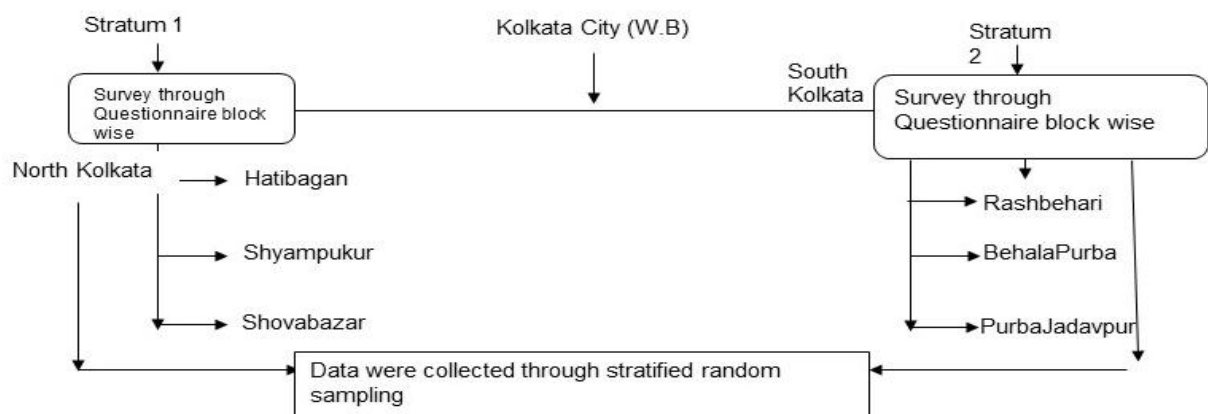 Stratum 1
Kolkata City (W.B)
Stratum
2
Survey through
Questionnaire block
wise
South
Kolkata
Survey through
Questionnaire block wise
North Kolkata
Hatibagan
Shyampukur
Shovabazar
Rashbehari
BehalaPurba
PurbaJadavpur
Data were collected through stratified random
sampling